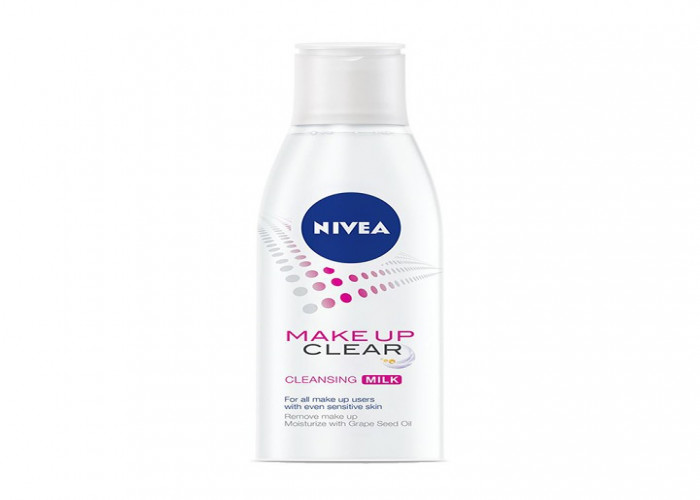 NIVEA
MAKE UP
CLEAR
CLEANSING MILK
For all make up users
with even sensitive skin
Remove make up
Moisturize with Grape Seed Oil